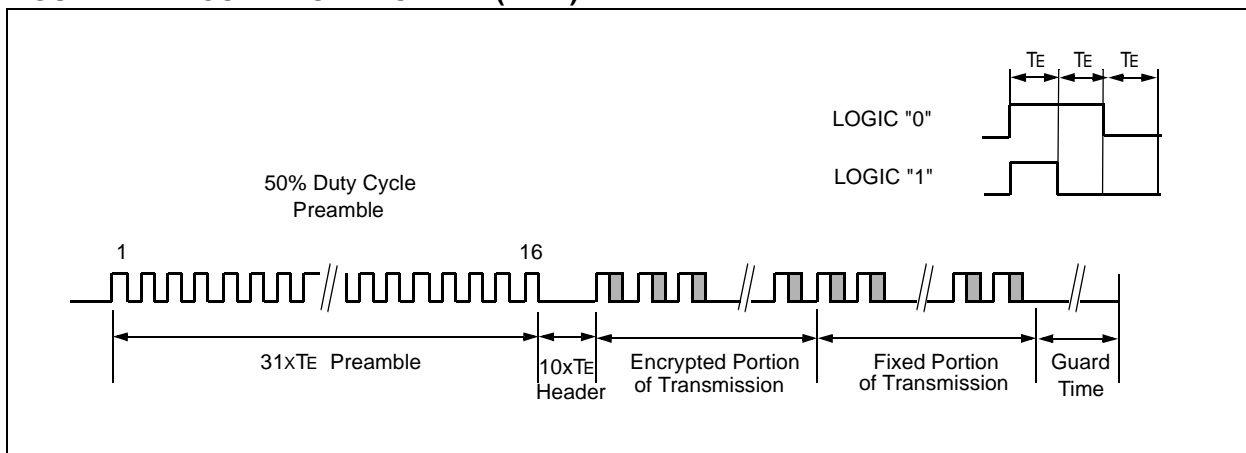 TE TE TE
LOGIC "0"
LOGIC "1"
50% Duty Cycle
Preamble
1 16
31XTE Preamble
10xTE
Header
Encrypted Portion
of Transmission
Fixed Portion
of Transmission
Guard
Time